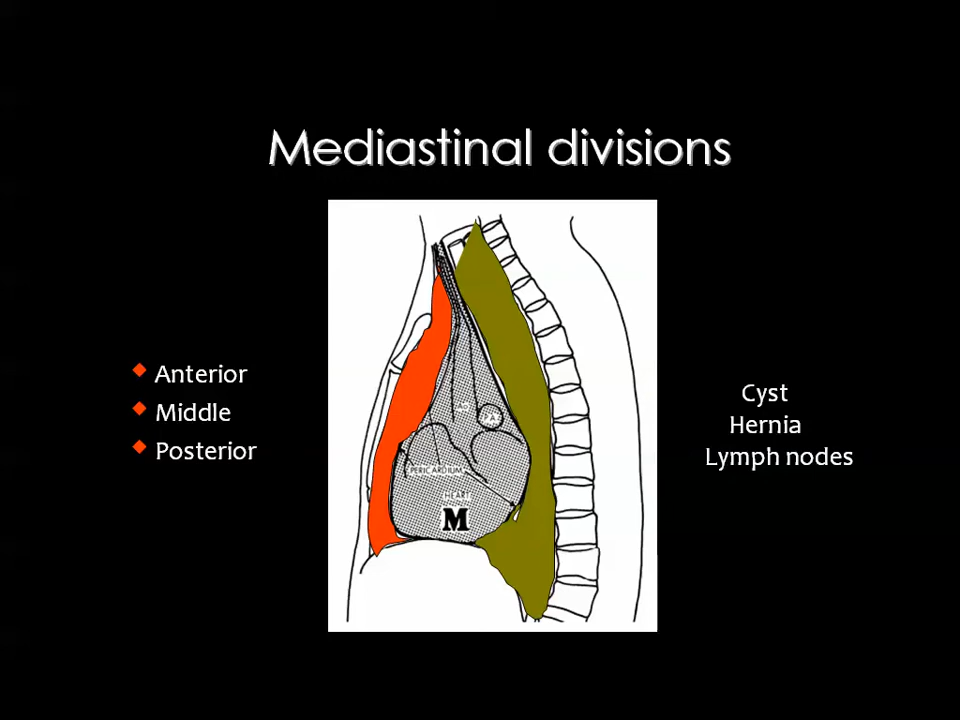 Mediastinal divisions
Anterior
Middle
Posterior
PERICARDIUM
HEART
M
Cyst
Hernia
Lymph nodes